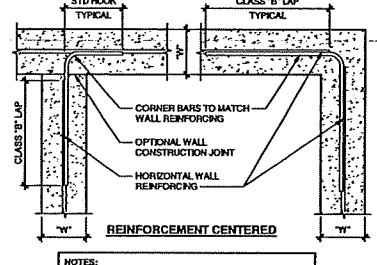 STD HOOK
TYPICAL
CLASS "B" LAP
TYPICAL
"W"
CLASS "B" LAP
CORNER BARS TO MATCH
WALL REINFORCING
OPTIONAL WALL
CONSTRUCTION JOINT
HORIZONTAL WALL
REINFORCING
"W"
REINFORCEMENT CENTERED
"W"
NOTES: